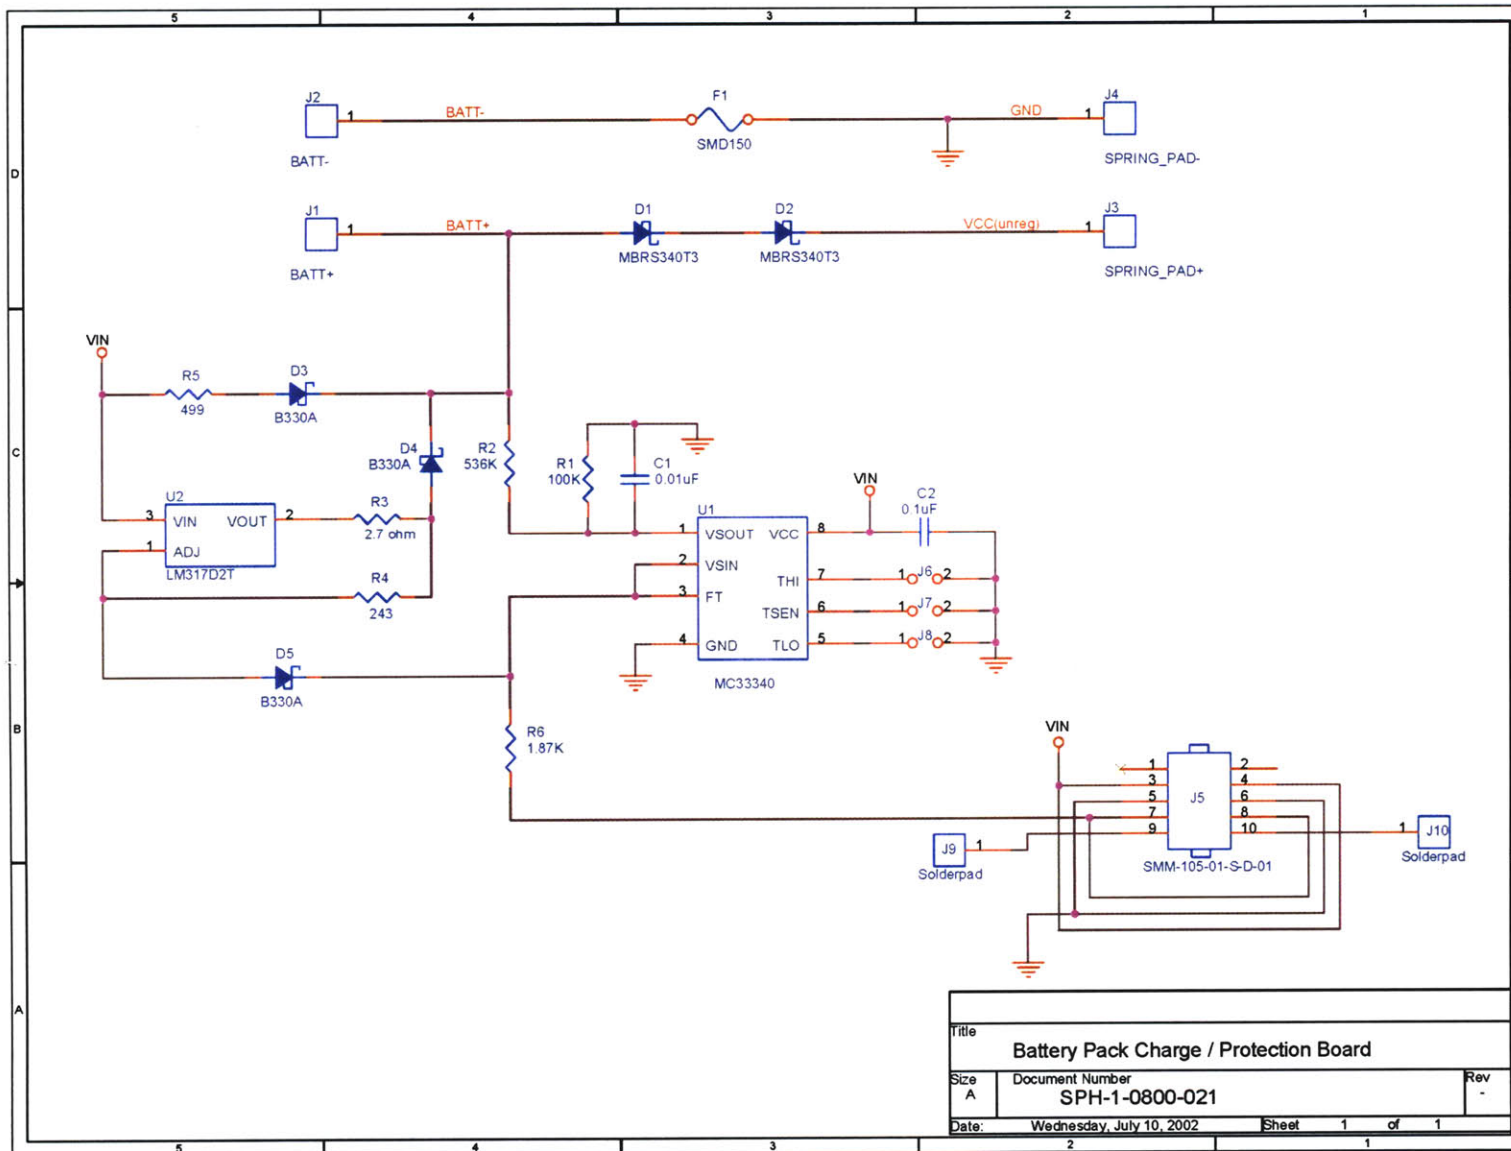 5 4 3 2 1
D
C
B
A
J2
1
BATT-
BATT-
F1
SMD150
GND
1
J4
SPRING_PAD-
J1
1
BATT+
BATT+
D1
MBRS340T3
D2
MBRS340T3
VCC(unreg)
1
J3
SPRING_PAD+
VIN
R5
499
D3
B330A
D4
B330A
R2
536K
R1
100K
C1
0.01uF
U2
3 VIN VOUT 2
1 ADJ
LM317D2T
R3
2.7 ohm
R4
243
D5
B330A
R6
1.87K
U1
1 VSOUT VCC 8
2 VSIN
THI 7
3 FT
TSEN 6
4 GND TLO 5
MC33340
VIN
C2
0.1uF
1 J6 2
1 J7 2
1 J8 2
VIN
1 2
3 4
5 6
J5
7 8
9 10
SMM-105-01-S-D-01
J9 1
Solderpad
1 J10
Solderpad
Title
Battery Pack Charge / Protection Board
Size
A
Document Number
SPH-1-0800-021
Rev
-
Date: Wednesday, July 10, 2002 Sheet 1 of 1
5 4 3 2 1